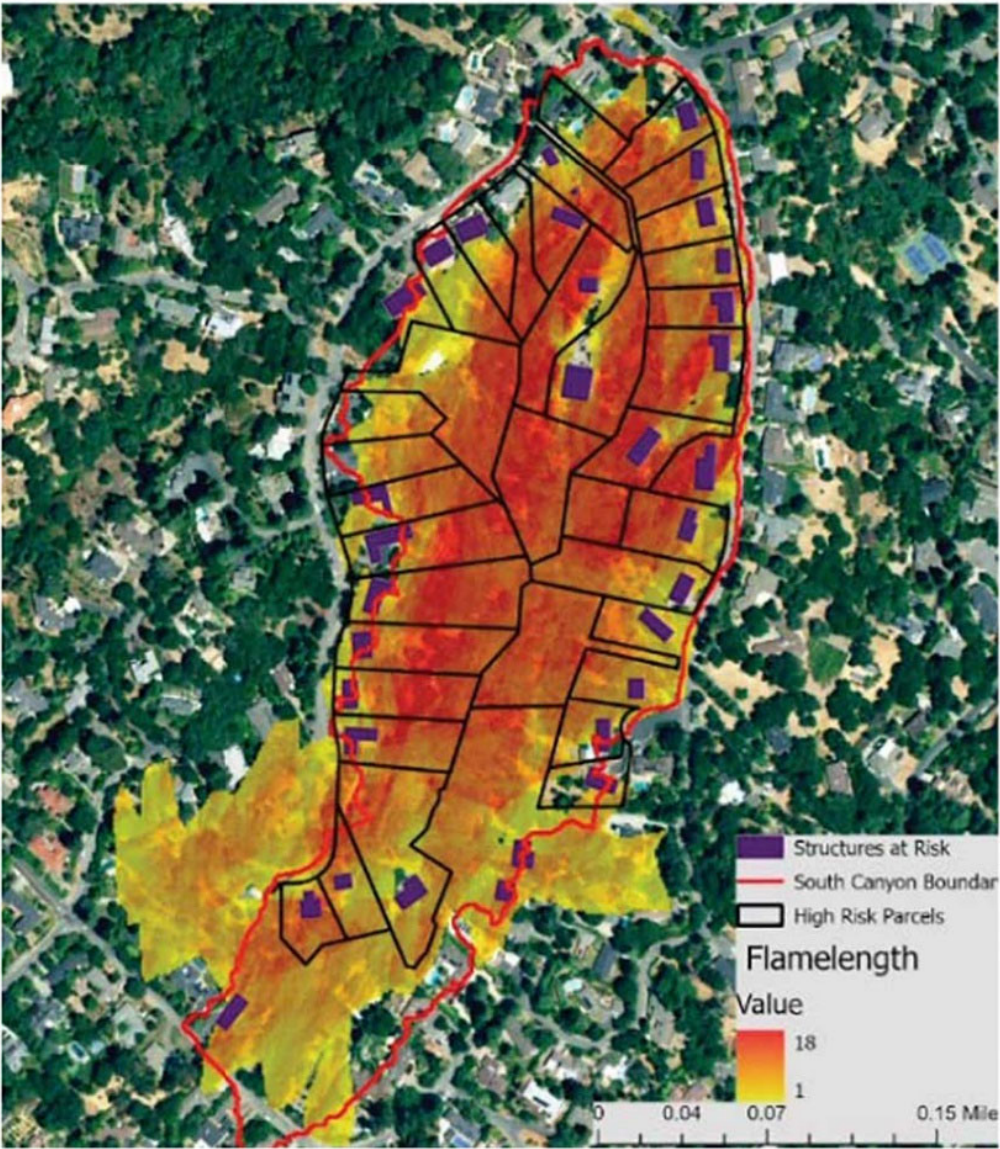 Structures at Risk
South Canyon Boundar
High Risk Parcels
Flamelength
Value
18
1
0 0.04 0.07 0.15 Mile